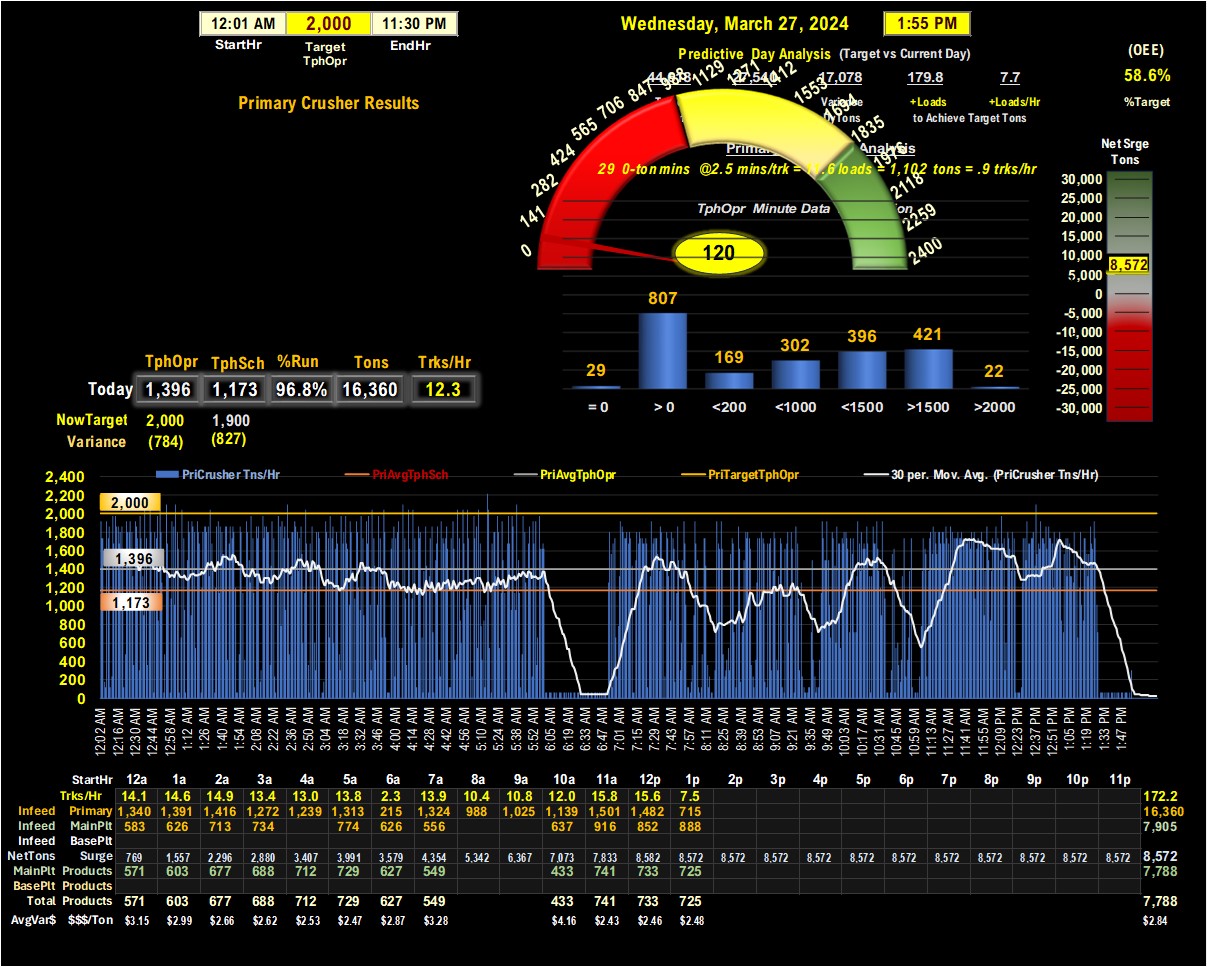 12:01 AM 2,000 11:30 PM
StartHr Target TphOpr EndHr
Wednesday, March 27, 2024 1:55 PM
Predictive Day Analysis (Target vs Current Day)
17,078 179.8 7.7
+Loads +Loads/Hr
Tons to Achieve Target Tons
(OEE)
58.6%
%Target
Primary Crusher Results
Analysis
29 0-ton mins @2.5 mins/trk = 11.6 loads = 1,102 tons = .9 trks/hr
TphOpr Minute Data
0
141
282
424
565
706
847
988
1129
1271
1412
1553
1694
1835
1976
2118
2259
2400
120
Net Srge
Tons
30,000
25,000
20,000
15,000
10,000
8,572
5,000
0
-5,000
-10,000
-15,000
-20,000
-25,000
-30,000
29 807 169 302 396 421 22
= 0 > 0 <200 <1000 <1500 >1500 >2000
TphOpr TphSch %Run Tons Trks/Hr
Today 1,396 1,173 96.8% 16,360 12.3
NowTarget 2,000 1,900
Variance (784) (827)
PriCrusher Tns/Hr PriAvgTphSch PriAvgTphOpr PriTargetTphOpr 30 per. Mov. Avg. (PriCrusher Tns/Hr)
2,400
2,200
2,000
1,800
1,600
1,400
1,200
1,000
800
600
400
200
0
2,000
1,396
1,173
12:02 AM 12:16 AM 12:30 AM 12:44 AM 12:58 AM 1:12 AM 1:26 AM 1:40 AM 1:54 AM 2:08 AM 2:22 AM 2:36 AM 2:50 AM 3:04 AM 3:18 AM 3:32 AM 3:46 AM 4:00 AM 4:14 AM 4:28 AM 4:42 AM 4:56 AM 5:10 AM 5:24 AM 5:38 AM 5:52 AM 6:05 AM 6:19 AM 6:33 AM 6:47 AM 7:01 AM 7:15 AM 7:29 AM 7:43 AM 7:57 AM 8:11 AM 8:25 AM 8:39 AM 8:53 AM 9:07 AM 9:21 AM 9:35 AM 9:49 AM 10:03 AM 10:17 AM 10:31 AM 10:45 AM 10:59 AM 11:13 AM 11:27 AM 11:41 AM 11:55 AM 12:09 PM 12:23 PM 12:37 PM 12:51 PM 1:05 PM 1:19 PM 1:33 PM 1:47 PM
StartHr 12a 1a 2a 3a 4a 5a 6a 7a 8a 9a 10a 11a 12p 1p 2p 3p 4p 5p 6p 7p 8p 9p 10p 11p
Trks/Hr 14.1 14.6 14.9 13.4 13.0 13.8 2.3 13.9 10.4 10.8 12.0 15.8 15.6 7.5 172.2
Infeed Primary 1,340 1,391 1,416 1,272 1,239 1,313 215 1,324 988 1,025 1,139 1,501 1,482 715 16,360
Infeed MainPlt 583 626 713 734 774 626 556 637 916 852 888 7,905
Infeed BasePlt
NetTons Surge 769 1,557 2,296 2,880 3,407 3,991 3,579 4,354 5,342 6,367 7,073 7,833 8,582 8,572 8,572 8,572 8,572 8,572 8,572 8,572 8,572 8,572 8,572 8,572 8,572
MainPlt Products 571 603 677 688 712 729 627 549 433 741 733 725 7,788
BasePlt Products
Total Products 571 603 677 688 712 729 627 549 433 741 733 725 7,788
AvgVar$ $$$/Ton $3.15 $2.99 $2.66 $2.62 $2.53 $2.47 $2.87 $3.28 $4.16 $2.43 $2.46 $2.48 $2.84